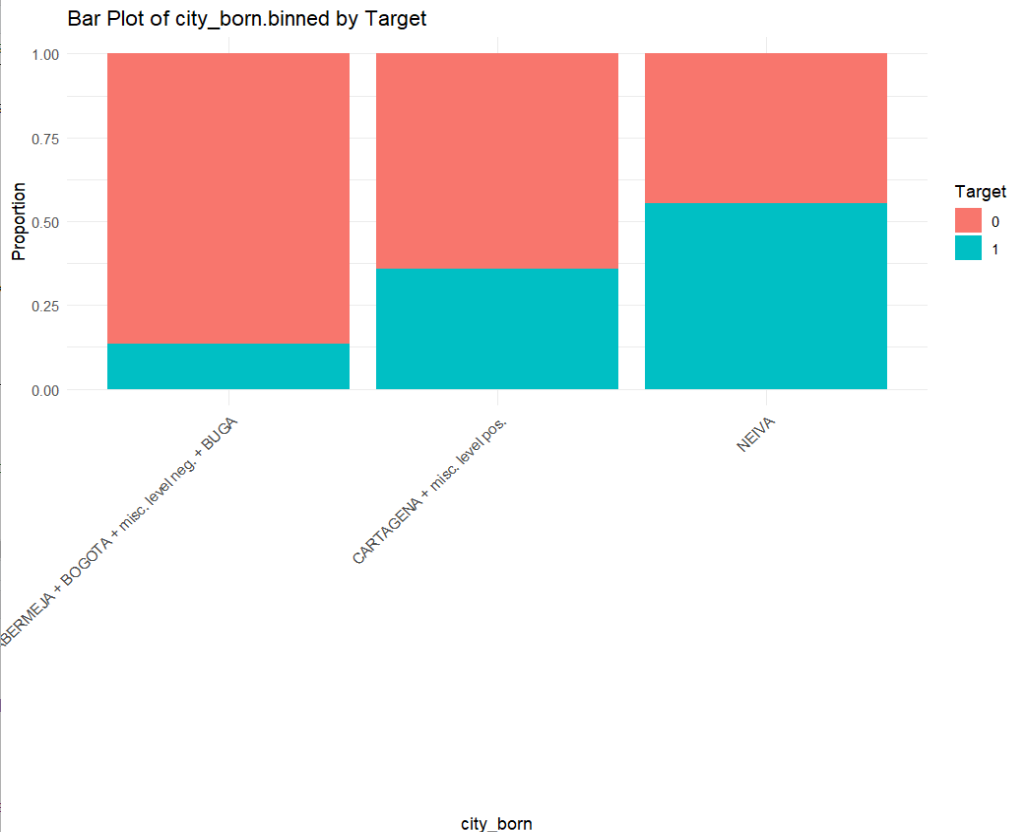 Bar Plot of city_born.binned by Target
1.00
0.75
0.50
0.25
0.00
Proportion
BERMEJA + BOGOTA + misc. level neg. + BUGA
CARTAGENA + misc. level pos.
NEIVA
city_born
Target
0
1